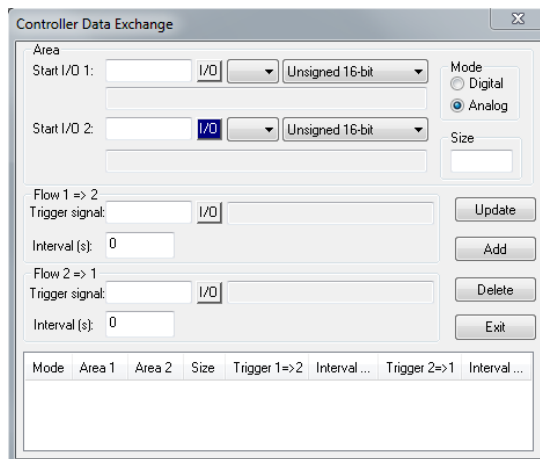 Controller Data Exchange
Area
Start I/O 1: I/O Unsigned 16-bit
Mode
Digital
Analog
Start I/O 2: I/O Unsigned 16-bit
Size
Flow 1 => 2
Trigger signal: I/O
Interval (s): 0
Update
Add
Flow 2 => 1
Trigger signal: I/O
Interval (s): 0
Delete
Exit
Mode Area 1 Area 2 Size Trigger 1=>2 Interval ... Trigger 2=>1 Interval ...